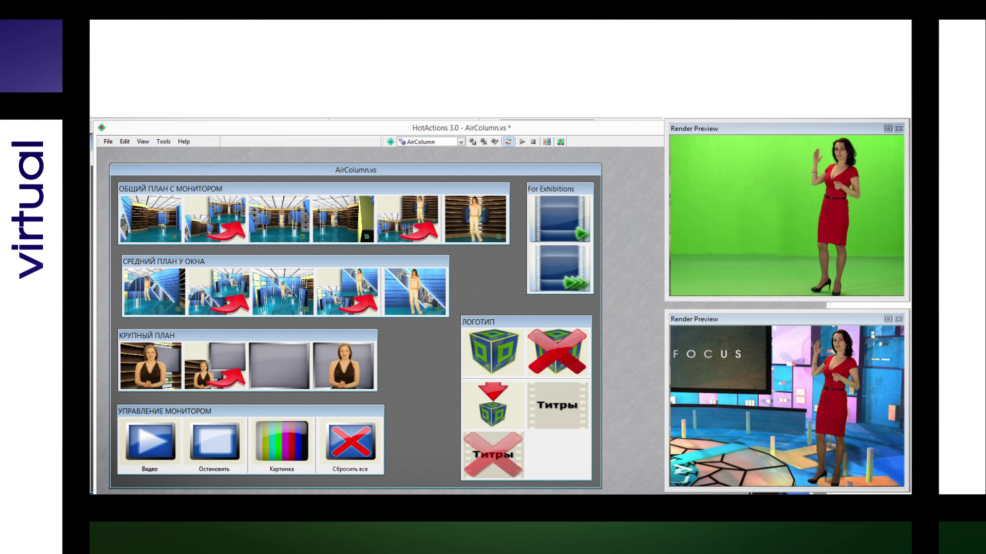 virtual
HotActions 3.0 - AirColumn.vs *
File Edit View Tools Help
AirColumn
AirColumn.vs
ОБЩИЙ ПЛАН С МОНИТОРОМ
For Exhibitions
СРЕДНИЙ ПЛАН У ОКНА
КРУПНЫЙ ПЛАН
ЛОГОТИП
Титры
Титры
УПРАВЛЕНИЕ МОНИТОРОМ
Видео
Остановить
Картинка
Сбросить все
Render Preview
Render Preview
FOCUS